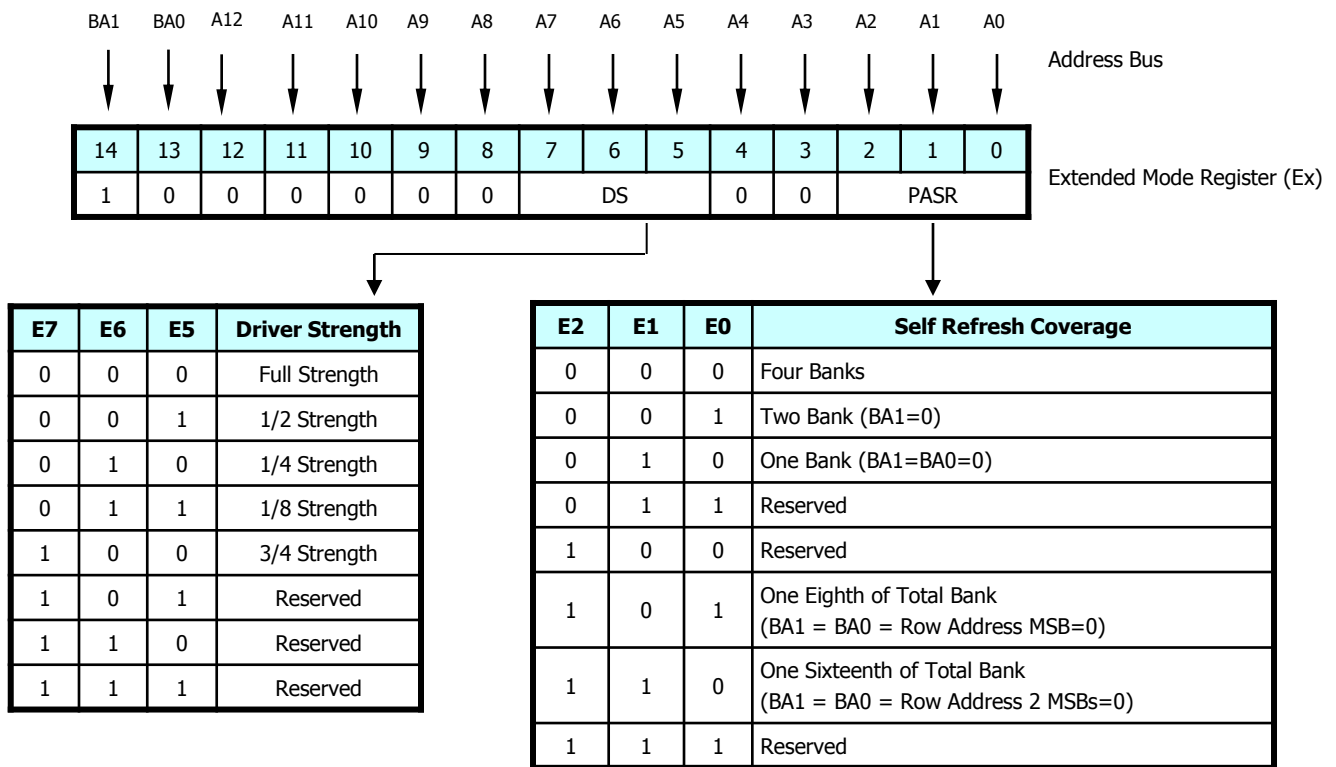 BA1 BA0 A12 A11 A10 A9 A8 A7 A6 A5 A4 A3 A2 A1 A0
Address Bus
14 13 12 11 10 9 8 7 6 5 4 3 2 1 0
1 0 0 0 0 0 0 DS 0 0 PASR
Extended Mode Register (Ex)
E7 E6 E5 Driver Strength
0 0 0 Full Strength
0 0 1 1/2 Strength
0 1 0 1/4 Strength
0 1 1 1/8 Strength
1 0 0 3/4 Strength
1 0 1 Reserved
1 1 0 Reserved
1 1 1 Reserved
E2 E1 E0 Self Refresh Coverage
0 0 0 Four Banks
0 0 1 Two Bank (BA1=0)
0 1 0 One Bank (BA1=BA0=0)
0 1 1 Reserved
1 0 0 Reserved
1 0 1 One Eighth of Total Bank
(BA1 = BA0 = Row Address MSB=0)
1 1 0 One Sixteenth of Total Bank
(BA1 = BA0 = Row Address 2 MSBs=0)
1 1 1 Reserved